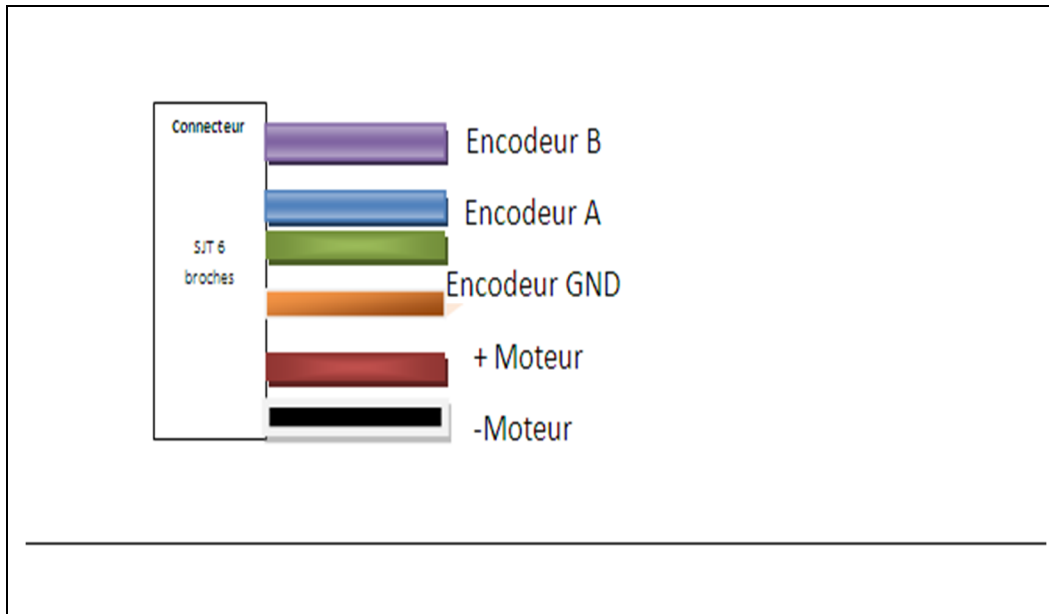 Connecteur
SJT 6
broches
Encodeur B
Encodeur A
Encodeur GND
+ Moteur
-Moteur